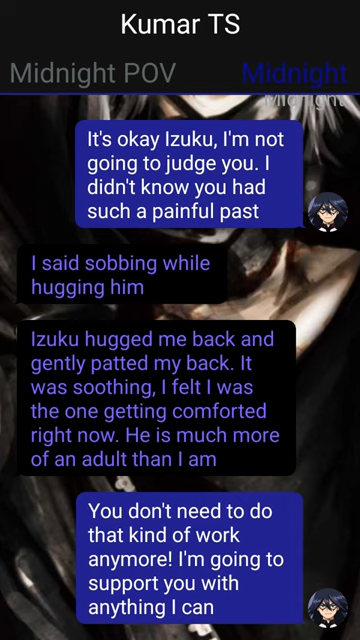 Kumar TS
Midnight POV
Midnight
Midnight
It's okay Izuku, I'm not
going to judge you. I
didn't know you had
such a painful past
I said sobbing while
hugging him
Izuku hugged me back and
gently patted my back. It
was soothing, I felt I was
the one getting comforted
right now. He is much more
of an adult than I am
You don't need to do
that kind of work
anymore! I'm going to
support you with
anything I can